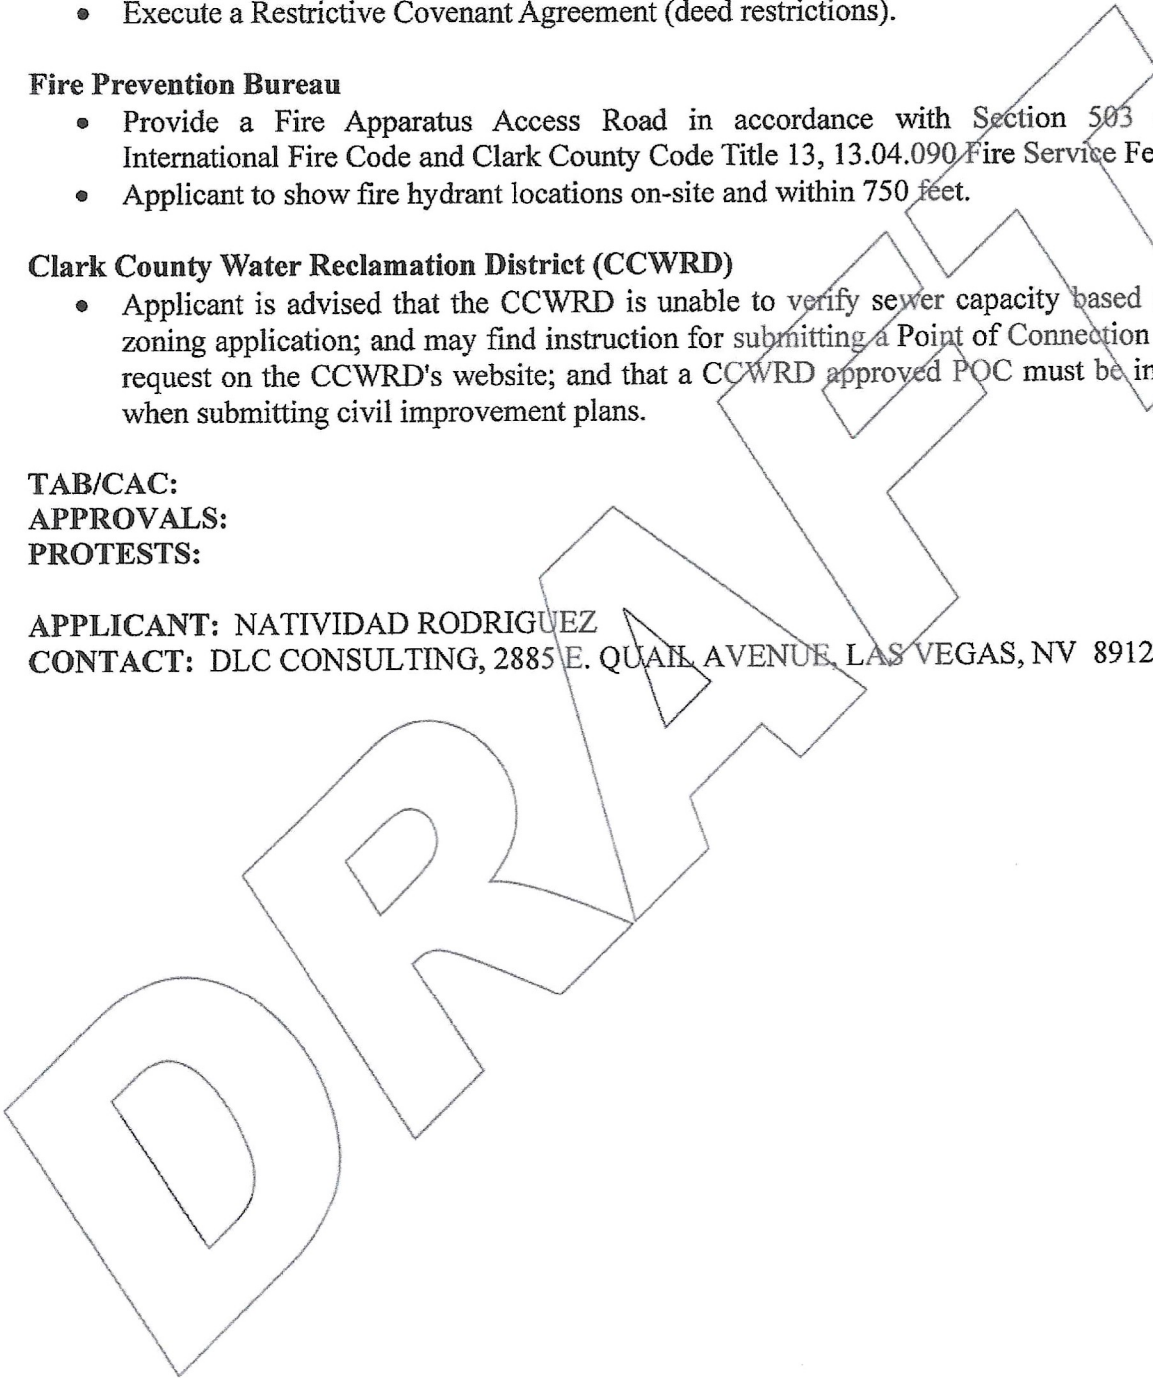 • Execute a Restrictive Covenant Agreement (deed restrictions).
Fire Prevention Bureau
• Provide a Fire Apparatus Access Road in accordance with Section 503
International Fire Code and Clark County Code Title 13, 13.04.090 Fire Service Fe
• Applicant to show fire hydrant locations on-site and within 750 feet.
Clark County Water Reclamation District (CCWRD)
• Applicant is advised that the CCWRD is unable to verify sewer capacity based
zoning application; and may find instruction for submitting a Point of Connection
request on the CCWRD's website; and that a CCWRD approved POC must be in
when submitting civil improvement plans.
TAB/CAC:
APPROVALS:
PROTESTS:
APPLICANT: NATIVIDAD RODRIGUEZ
CONTACT: DLC CONSULTING, 2885 E. QUAIL AVENUE, LAS VEGAS, NV 8912
DRAFT